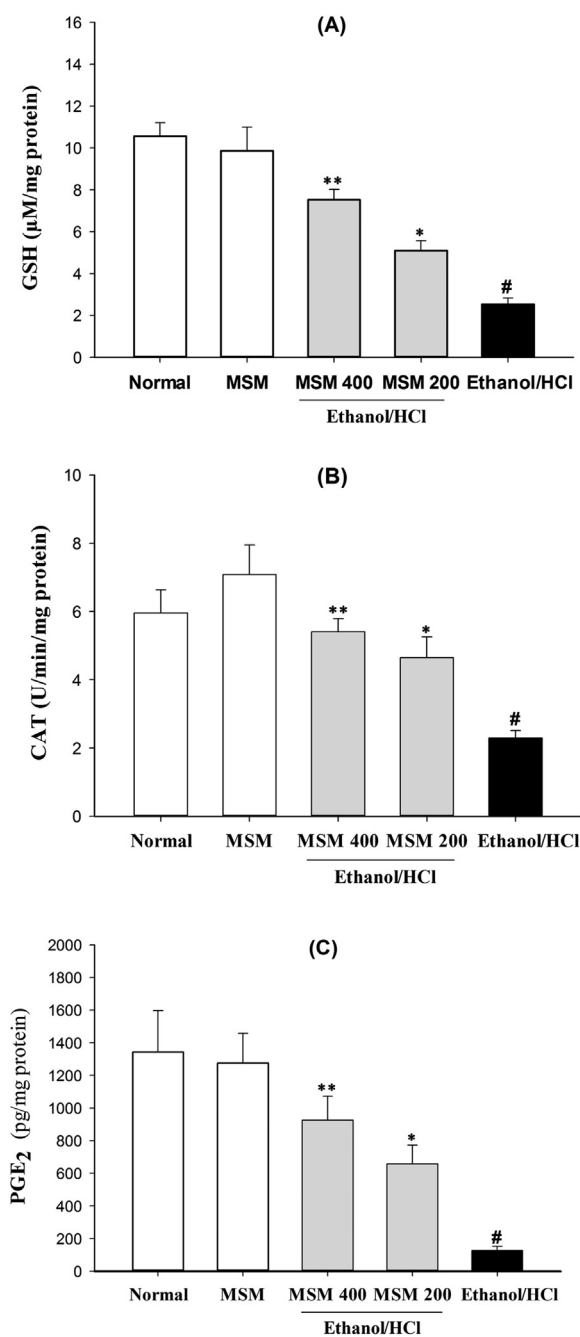 (A)
GSH (µM/mg protein)
16
14
12
10
8
6
4
2
0
**
*
#
Normal MSM MSM 400 MSM 200 Ethanol/HCl
Ethanol/HCl
(B)
CAT (U/min/mg protein)
10
8
6
4
2
0
**
*
#
Normal MSM MSM 400 MSM 200 Ethanol/HCl
Ethanol/HCl
(C)
PGE2 (pg/mg protein)
2000
1800
1600
1400
1200
1000
800
600
400
200
0
**
*
#
Normal MSM MSM 400 MSM 200 Ethanol/HCl
Ethanol/HCl